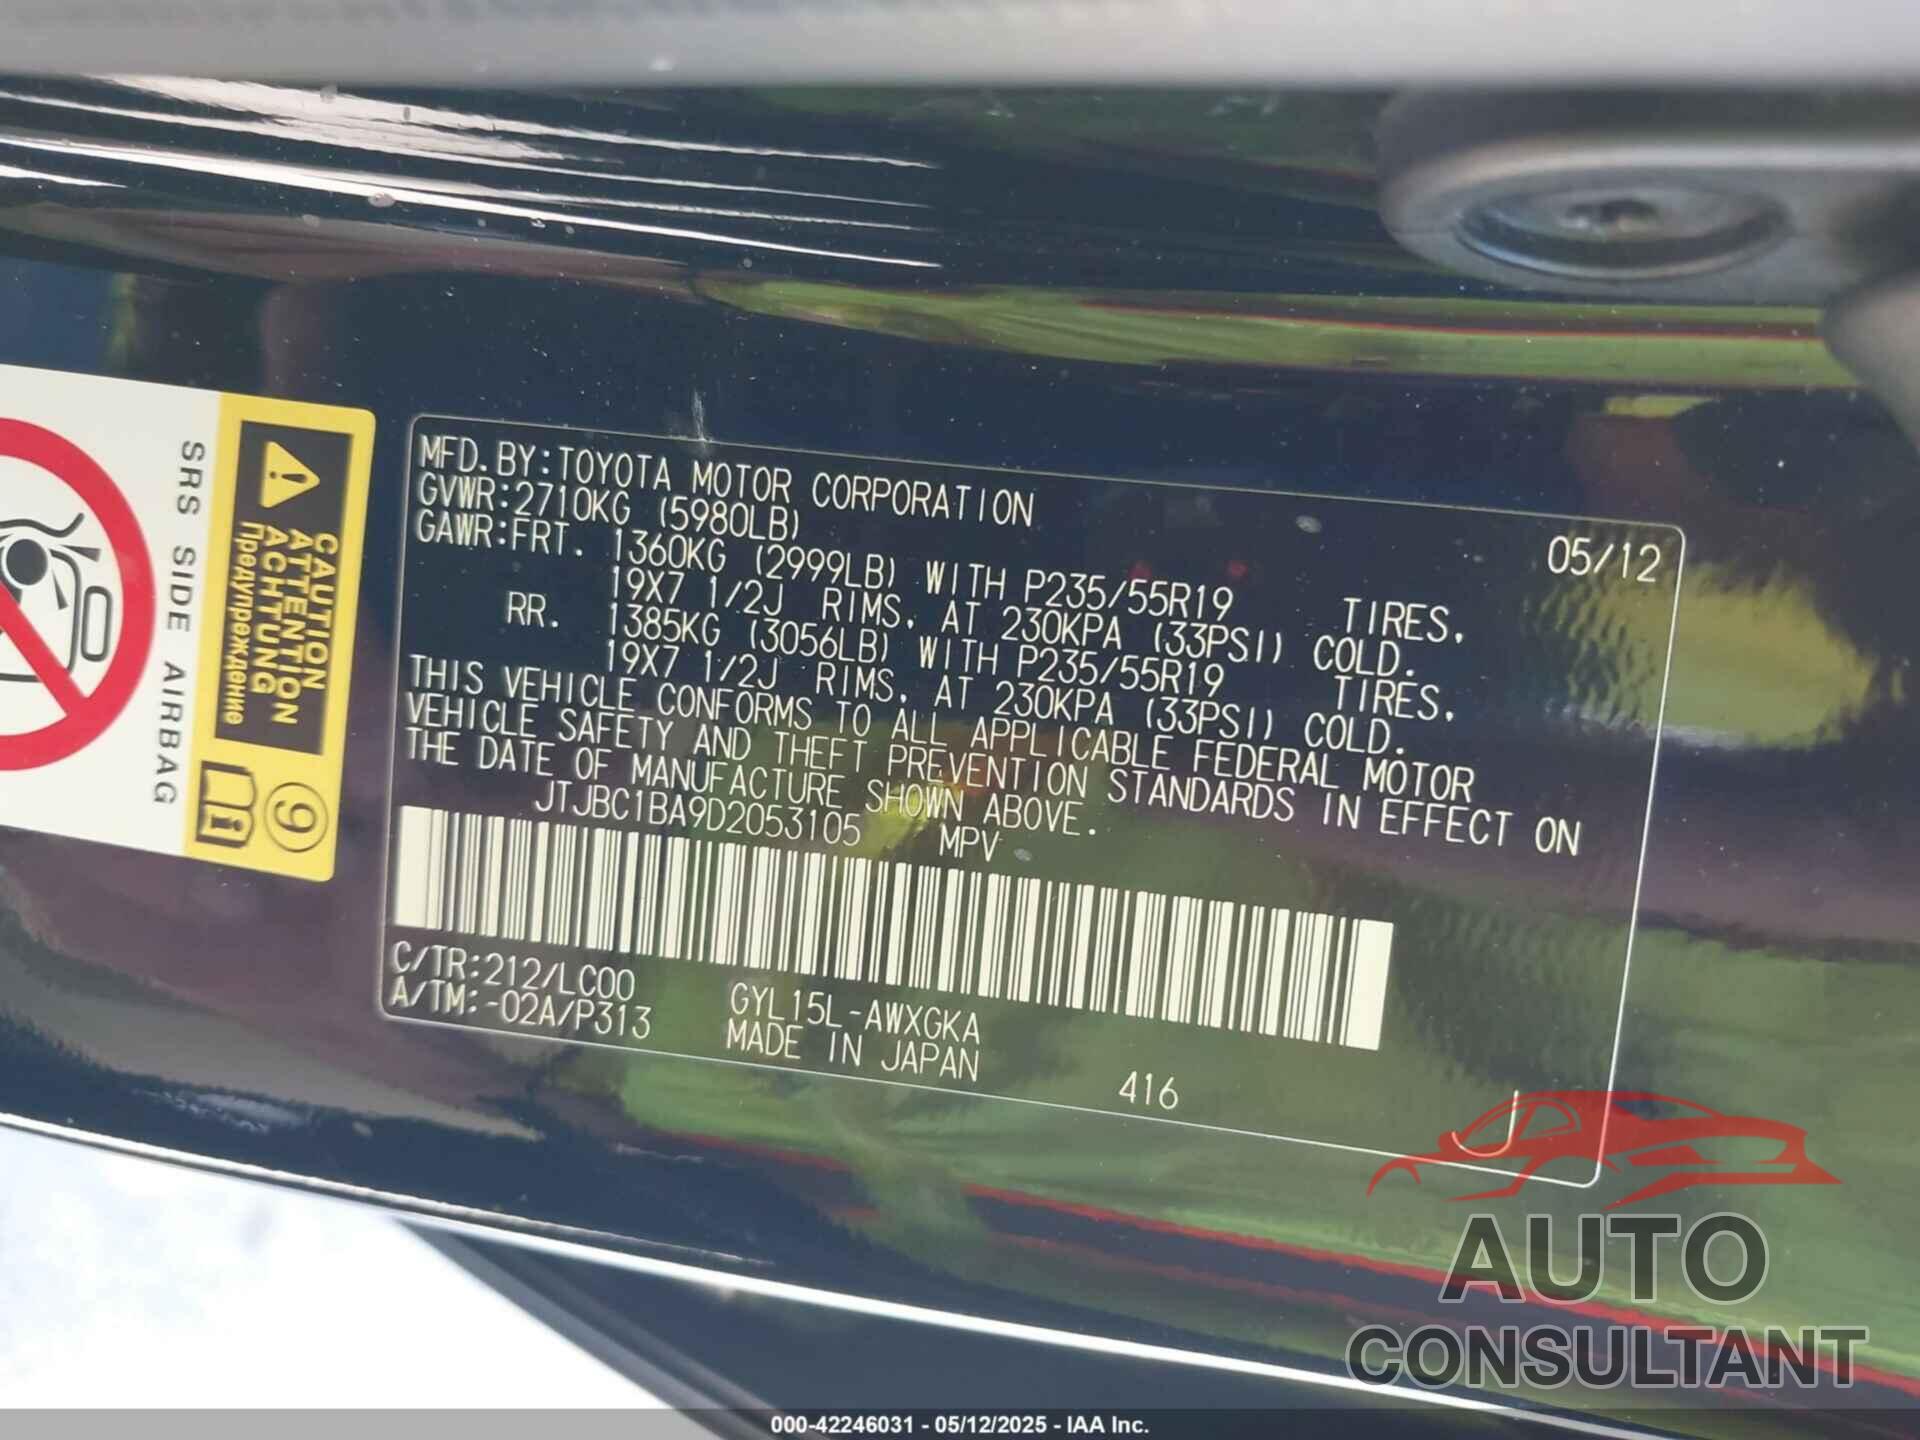 MFD.BY:TOYOTA MOTOR CORPORATION 05/12
GVWR:2710KG (5980LB)
GAWR:FRT. 1360KG (2999LB) WITH P235/55R19 TIRES,
19X7 1/2J RIMS, AT 230KPA (33PSI) COLD.
RR. 1385KG (3056LB) WITH P235/55R19 TIRES,
19X7 1/2J RIMS, AT 230KPA (33PSI) COLD.
THIS VEHICLE CONFORMS TO ALL APPLICABLE FEDERAL MOTOR
VEHICLE SAFETY AND THEFT PREVENTION STANDARDS IN EFFECT ON
THE DATE OF MANUFACTURE SHOWN ABOVE.
JTJBC1BA9D2053105 MPV
C/TR:212/LC00 GYL15L-AWXGKA
A/TM:-02A/P313 MADE IN JAPAN
416 J
CAUTION
ATTENTION
ACHTUNG
Предупреждение
9
i
SRS SIDE AIRBAG
AUTO
CONSULTANT
000-42246031 - 05/12/2025 - IAA Inc.